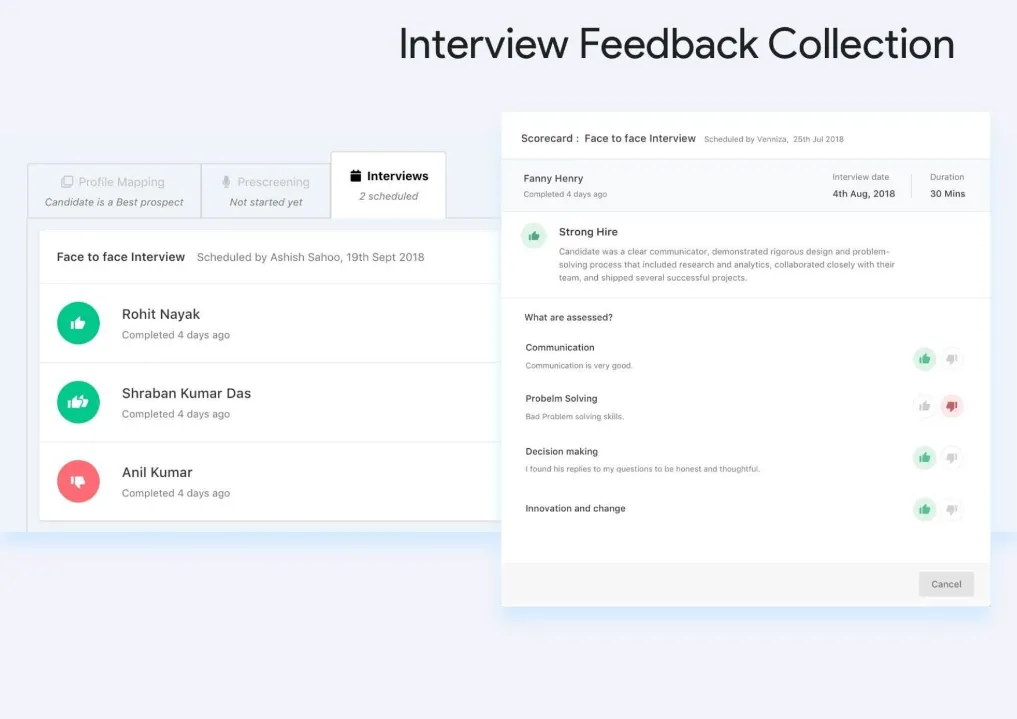 Interview Feedback Collection
Profile Mapping
Candidate is a Best prospect
Prescreening
Not started yet
Interviews
2 scheduled
Face to face Interview Scheduled by Ashish Sahoo, 19th Sept 2018
Rohit Nayak
Completed 4 days ago
Shraban Kumar Das
Completed 4 days ago
Anil Kumar
Completed 4 days ago
Scorecard : Face to face Interview Scheduled by Venniza, 25th Jul 2018
Fanny Henry
Completed 4 days ago
Interview date
4th Aug, 2018
Duration
30 Mins
Strong Hire
Candidate was a clear communicator, demonstrated rigorous design and problem-
solving process that included research and analytics, collaborated closely with their
team, and shipped several successful projects.
What are assessed?
Communication
Communication is very good.
Probelm Solving
Bad Problem solving skills.
Decision making
I found his replies to my questions to be honest and thoughtful.
Innovation and change
Cancel